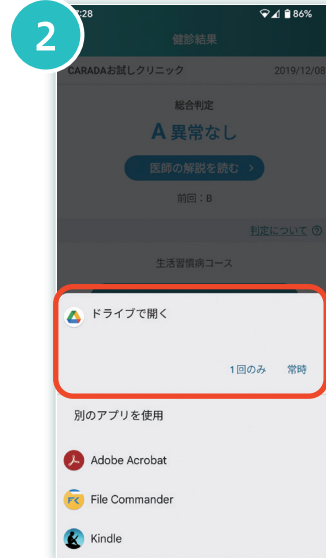 2
:28
86%
健診結果
CARADAお試しクリニック 2019/12/08
総合判定
A 異常なし
医師の解説を読む >
前回：B
判定について ?
生活習慣病コース
ドライブで開く
1回のみ 常時
別のアプリを使用
Adobe Acrobat
File Commander
Kindle